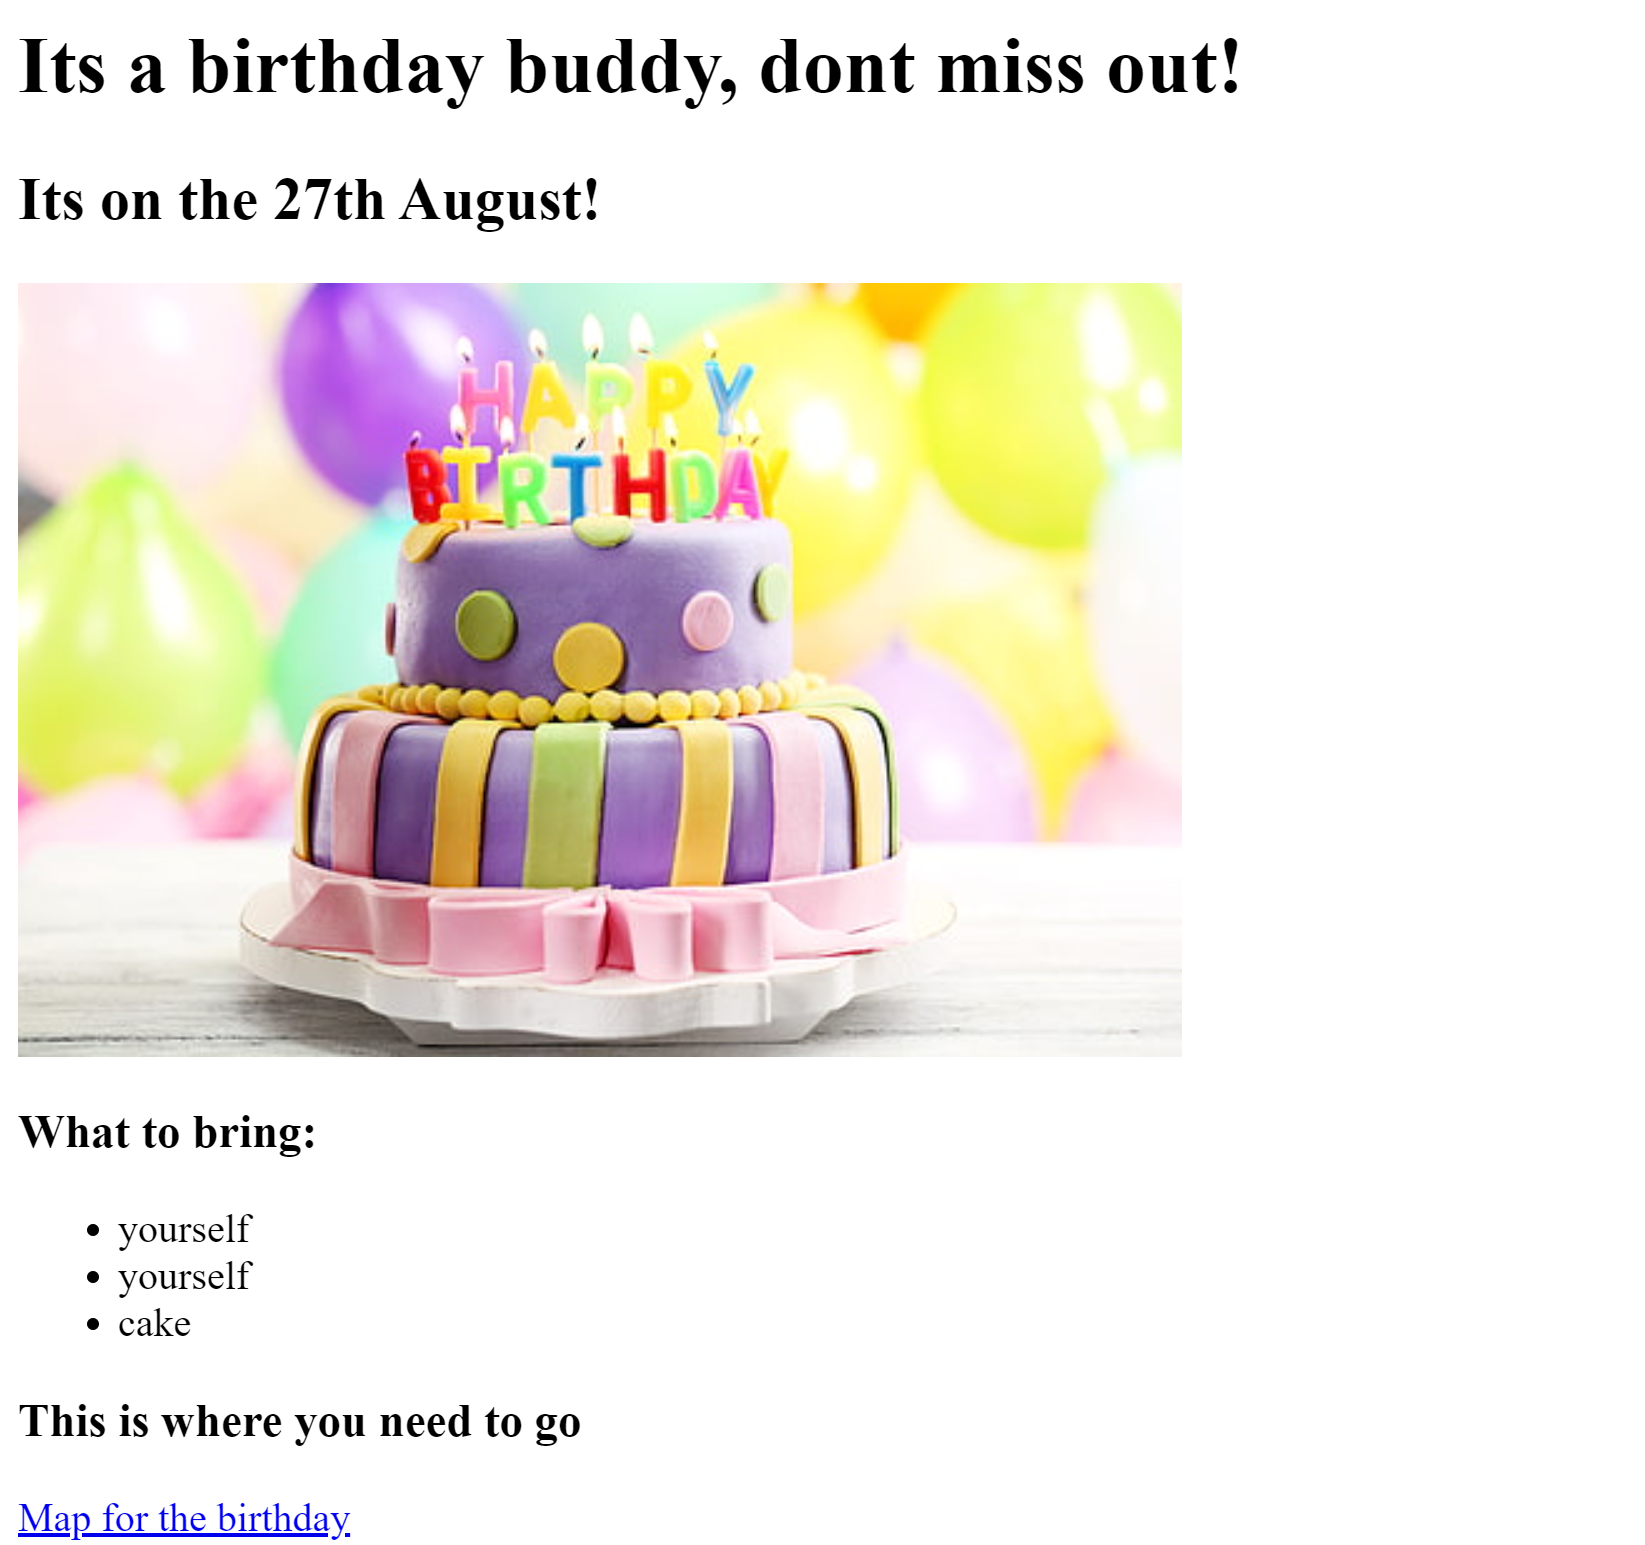 Its a birthday buddy, dont miss out!
Its on the 27th August!
HAPPY
BIRTHDAY
What to bring:
yourself
yourself
cake
This is where you need to go
Map for the birthday